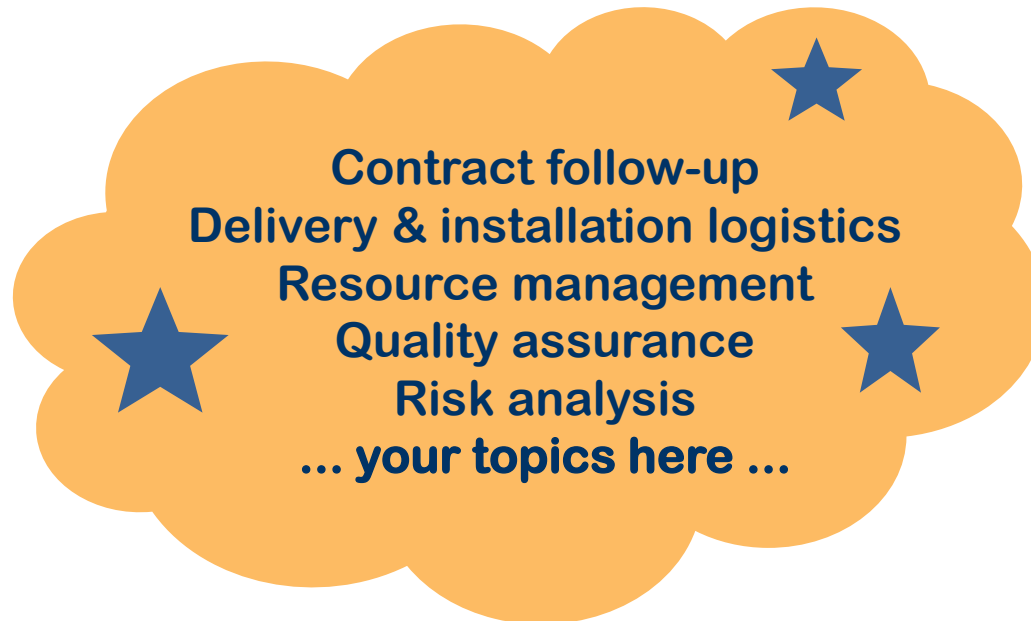 Contract follow-up
Delivery & installation logistics
Resource management
Quality assurance
Risk analysis
... your topics here ...